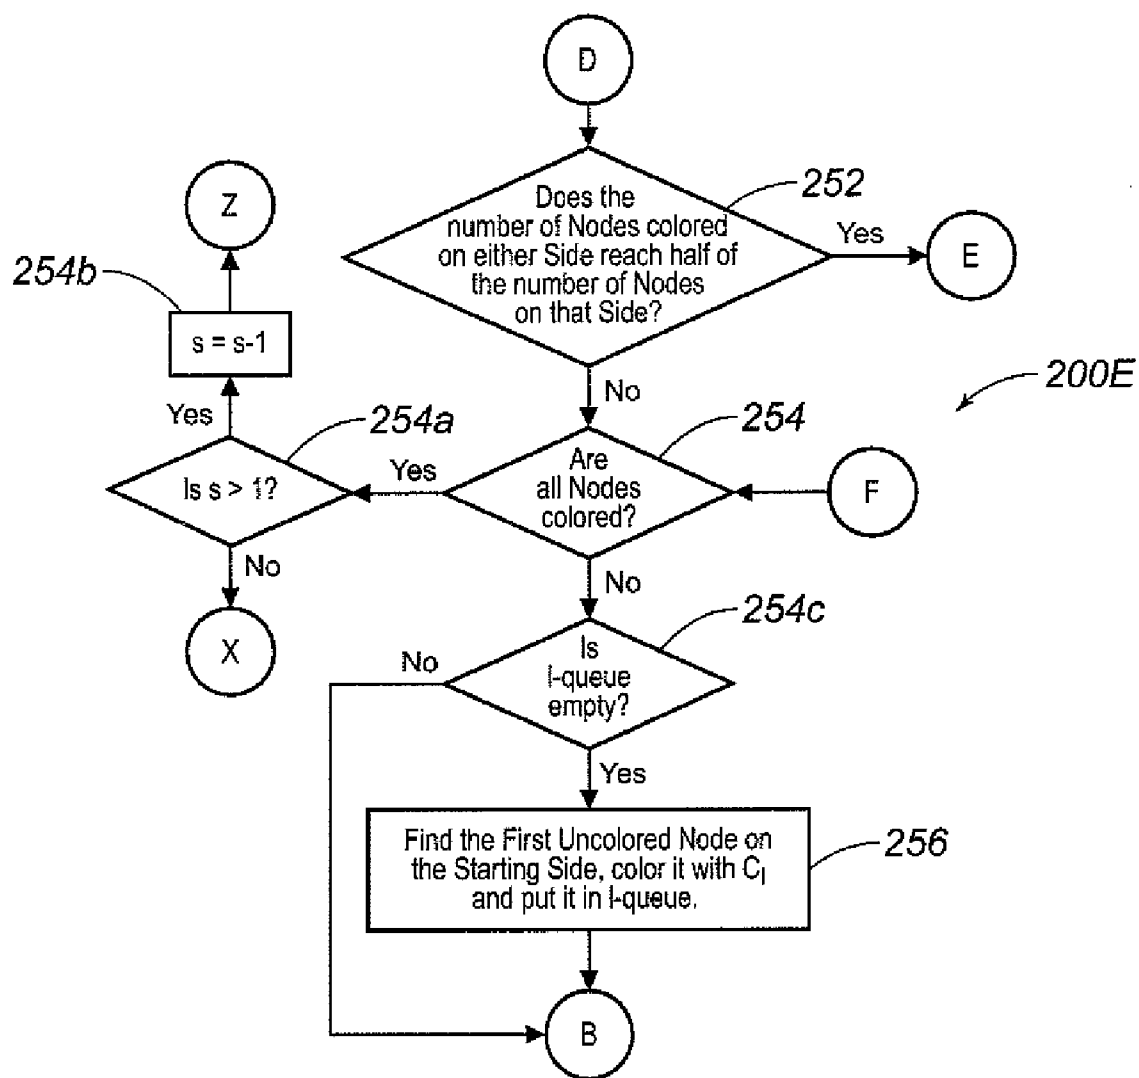 D
252
Does the
number of Nodes colored
on either Side reach half of
the number of Nodes
on that Side?
Yes
E
Z
254b
s = s-1
No
200E
Yes
254a
254
Is s > 1?
Yes
Are
all Nodes
colored?
F
No
No
X
254c
No
Is
I-queue
empty?
Yes
Find the First Uncolored Node on
the Starting Side, color it with CI
and put it in I-queue.
256
B